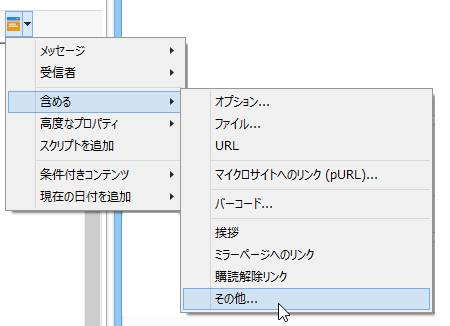 メッセージ
受信者
含める
高度なプロパティ
スクリプトを追加
条件付きコンテンツ
現在の日付を追加
オプション...
ファイル...
URL
マイクロサイトへのリンク (pURL)...
バーコード...
挨拶
ミラーページへのリンク
購読解除リンク
その他...